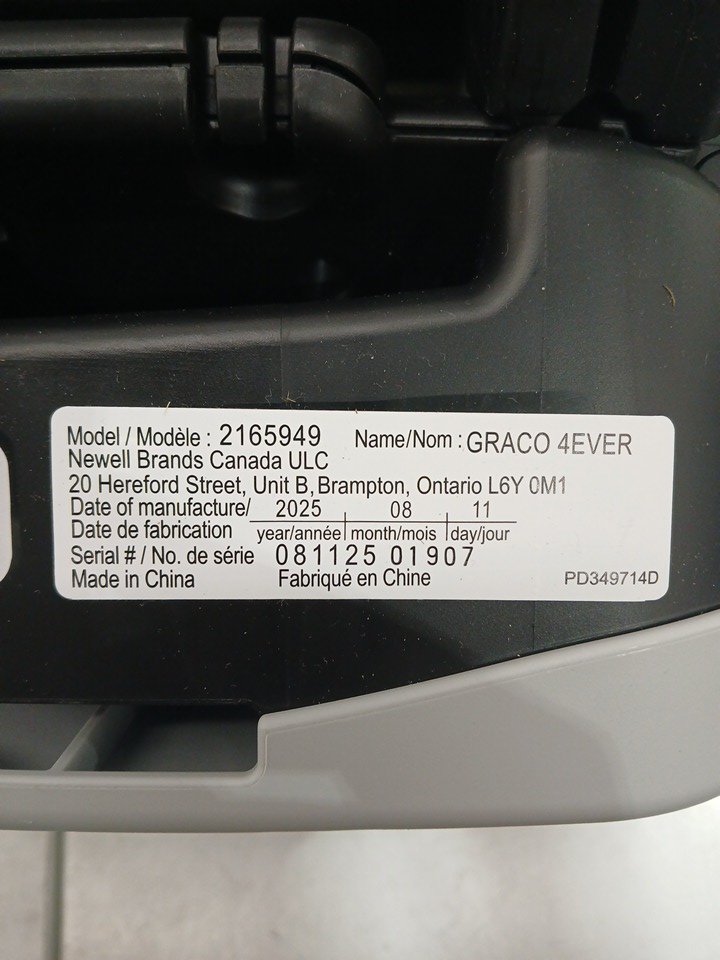 Model / Modèle : 2165949 Name/Nom : GRACO 4EVER
Newell Brands Canada ULC
20 Hereford Street, Unit B, Brampton, Ontario L6Y 0M1
Date of manufacture/ 2025 08 11
Date de fabrication year/année month/mois day/jour
Serial # / No. de série 081125 01907
Made in China Fabriqué en Chine PD349714D